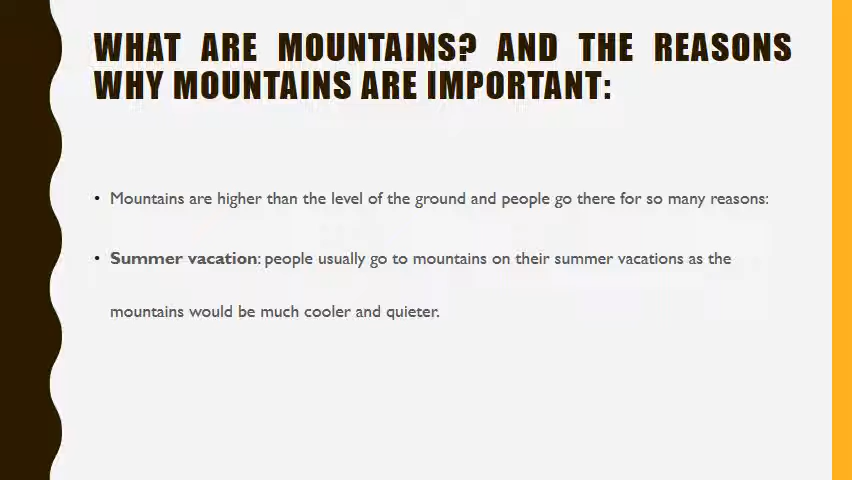 WHAT ARE MOUNTAINS? AND THE REASONS
WHY MOUNTAINS ARE IMPORTANT:
• Mountains are higher than the level of the ground and people go there for so many reasons:
• Summer vacation: people usually go to mountains on their summer vacations as the
mountains would be much cooler and quieter.